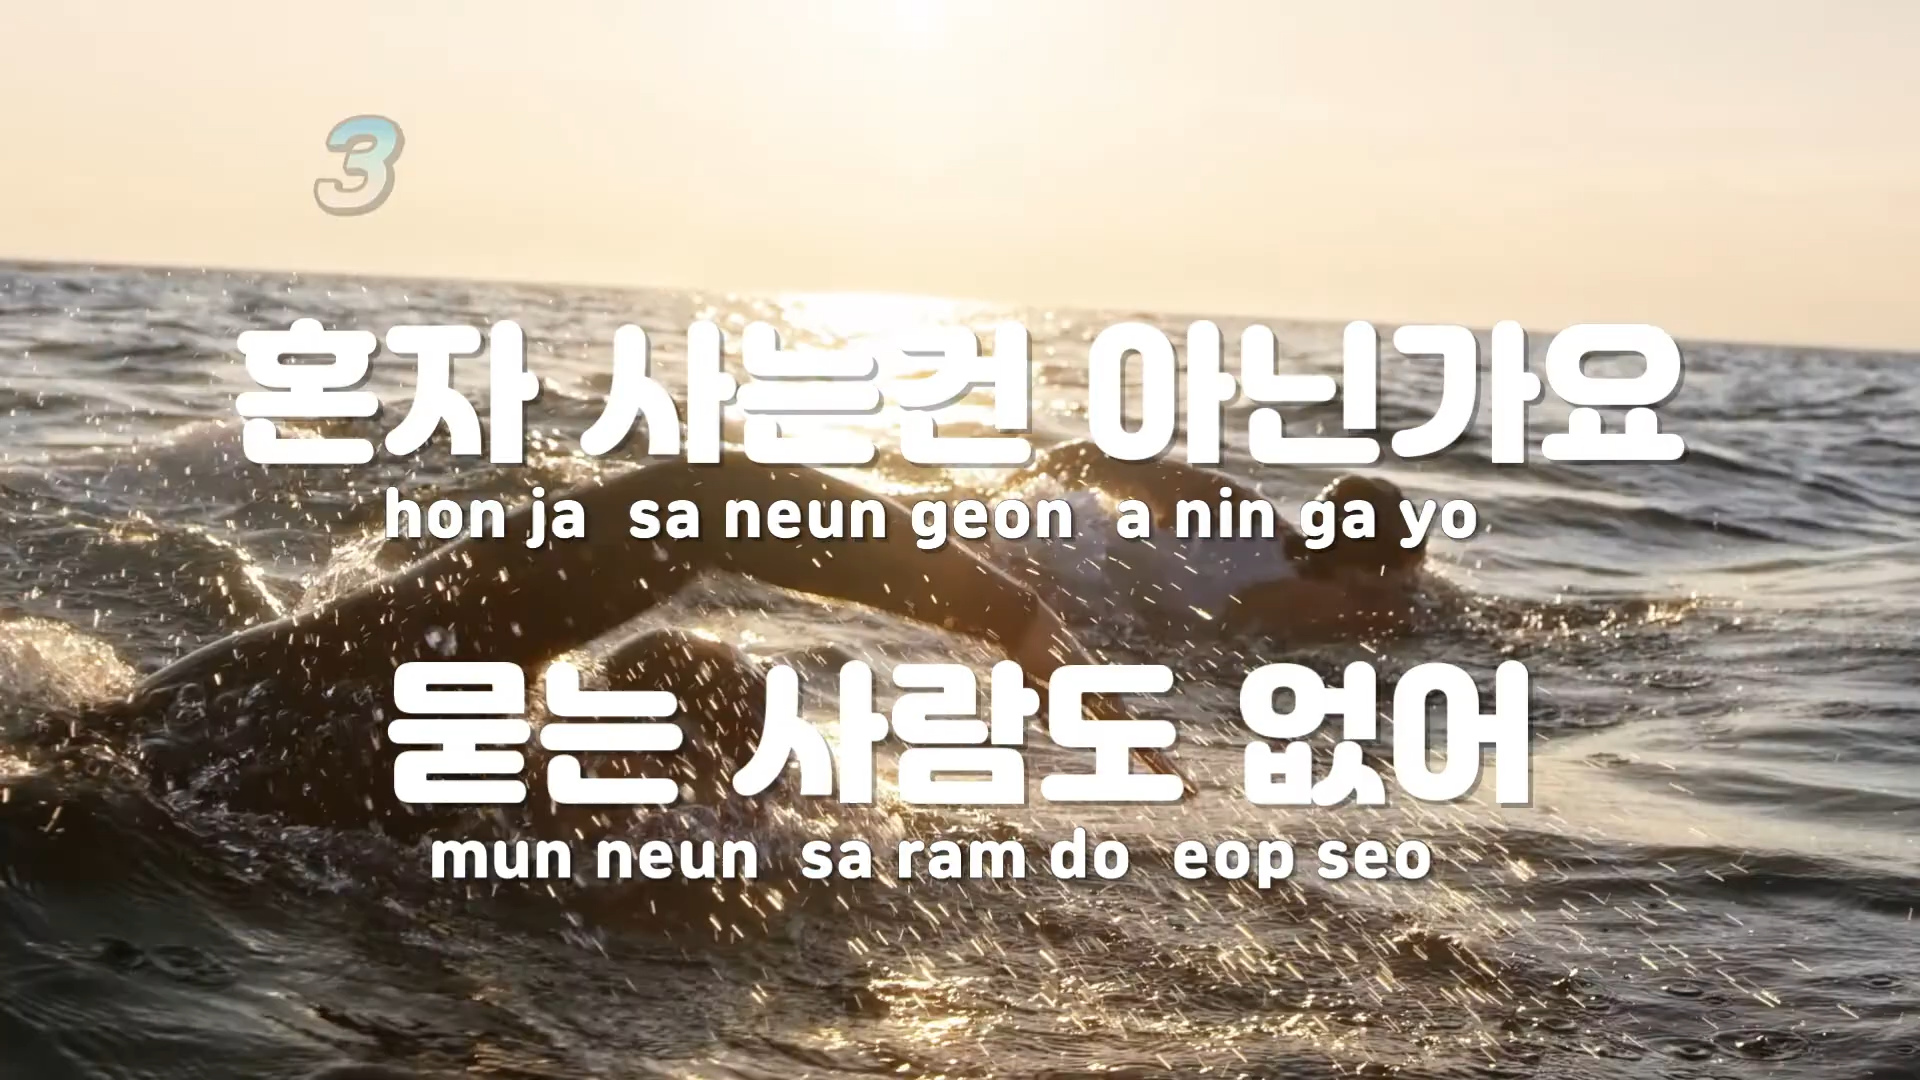 3
혼자 사는컨 아닌가요
hon ja sa neun geon a nin ga yo
묻는 사람도 없어
mun neun sa ram do eop seo